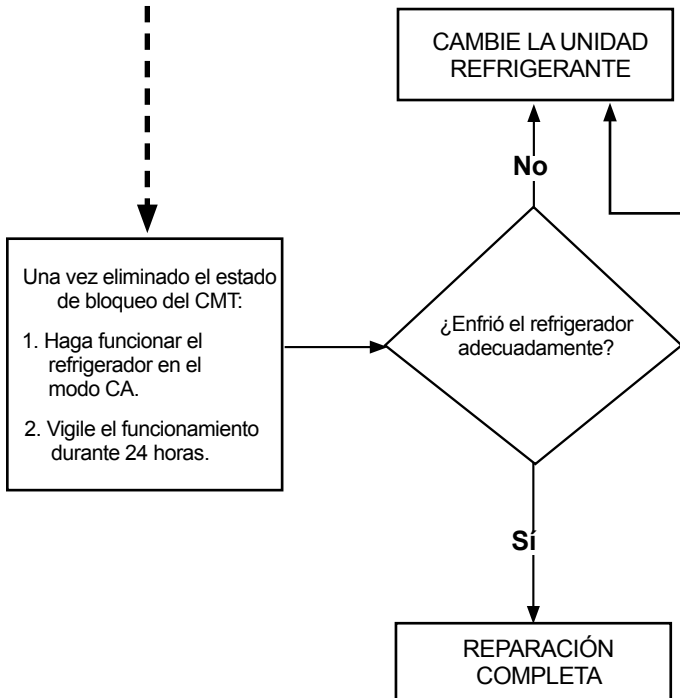 CAMBIE LA UNIDAD
REFRIGERANTE
No
Una vez eliminado el estado
de bloqueo del CMT:
1. Haga funcionar el
refrigerador en el
modo CA.
2. Vigile el funcionamiento
durante 24 horas.
¿Enfrió el refrigerador
adecuadamente?
Sí
REPARACIÓN
COMPLETA